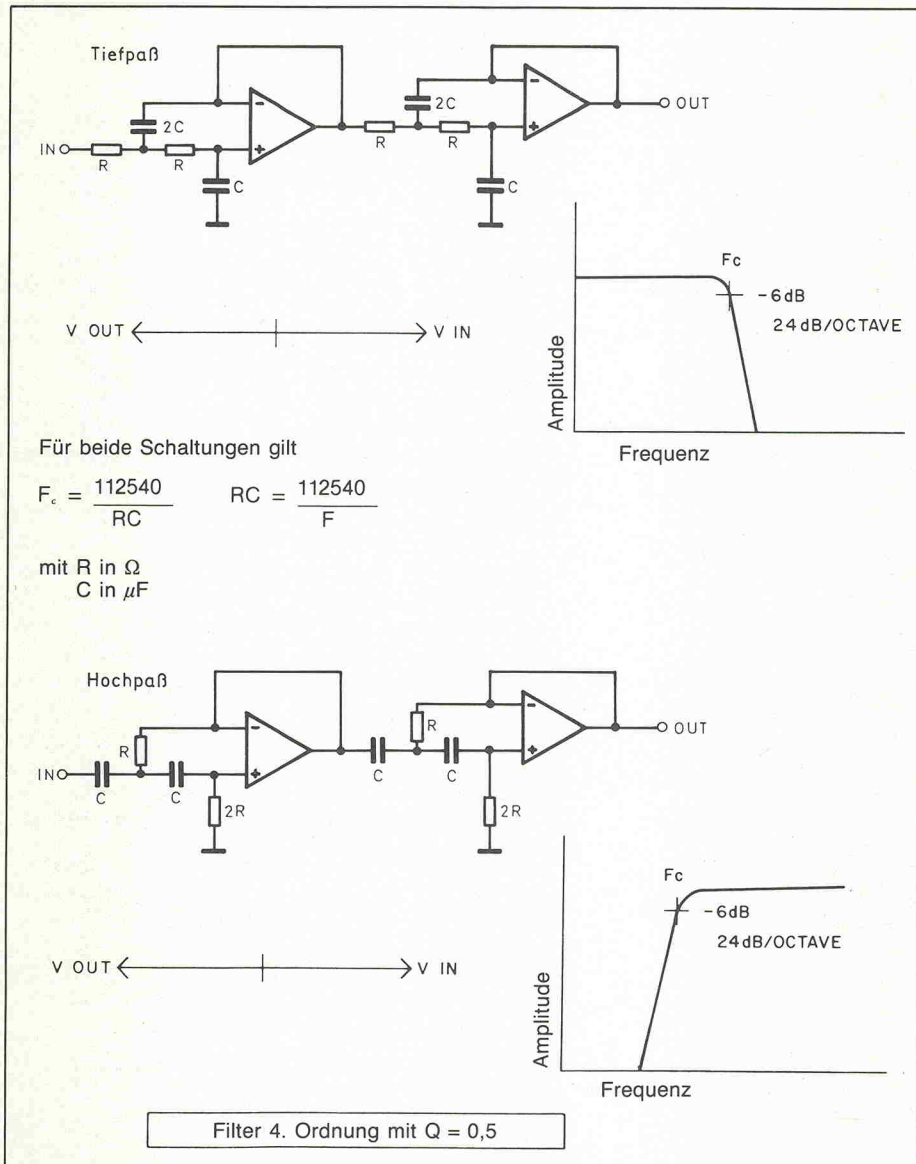 Tiefpaß
IN
R
2C
R
C
-
+
R
2C
R
C
-
+
OUT
V OUT
V IN
Fc
-6dB
24dB/OCTAVE
Amplitude
Frequenz
Für beide Schaltungen gilt
Fc = 112540 / RC
RC = 112540 / F
mit R in Ω
C in μF
Hochpaß
IN
C
R
C
2R
-
+
C
R
C
2R
-
+
OUT
V OUT
V IN
Fc
-6dB
24dB/OCTAVE
Amplitude
Frequenz
Filter 4. Ordnung mit Q = 0,5